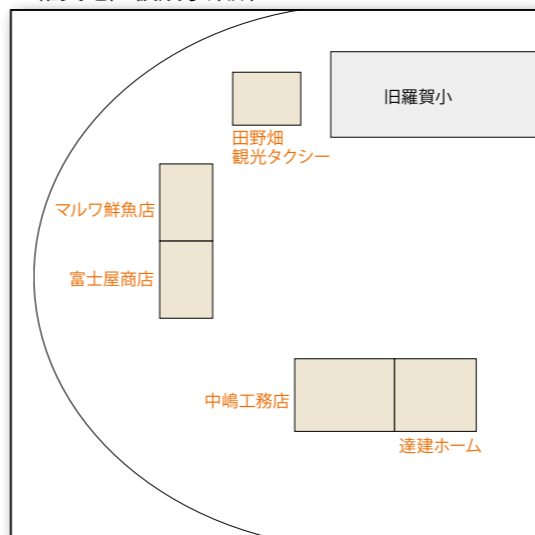 旧羅賀小
田野畑
観光タクシー
マルワ鮮魚店
富士屋商店
中嶋工務店
達建ホーム